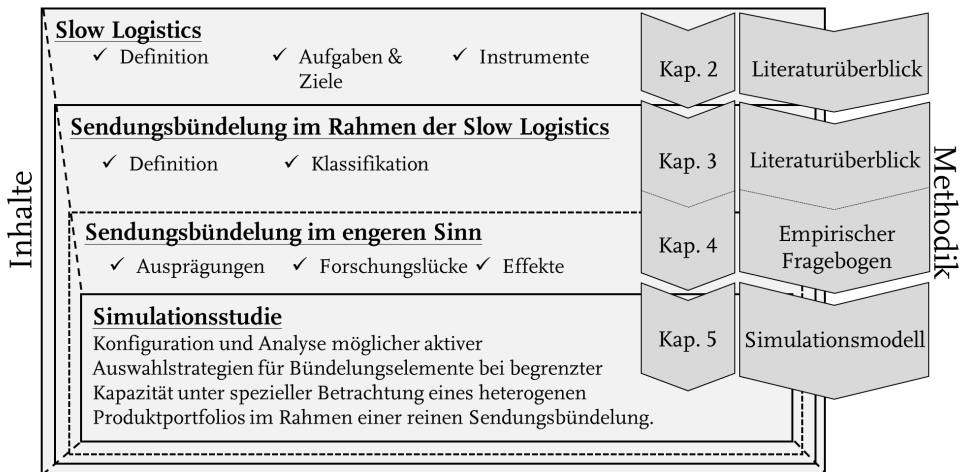 Slow Logistics
✓ Definition ✓ Aufgaben & ✓ Instrumente
Ziele
Kap. 2 Literaturüberblick
Sendungsbündelung im Rahmen der Slow Logistics
✓ Definition ✓ Klassifikation
Kap. 3 Literaturüberblick
Inhalte
Methodik
Sendungsbündelung im engeren Sinn
✓ Ausprägungen ✓ Forschungslücke ✓ Effekte
Kap. 4 Empirischer
Fragebogen
Simulationsstudie
Konfiguration und Analyse möglicher aktiver
Auswahlstrategien für Bündelungselemente bei begrenzter
Kapazität unter spezieller Betrachtung eines heterogenen
Produktportfolios im Rahmen einer reinen Sendungsbündelung.
Kap. 5 Simulationsmodell